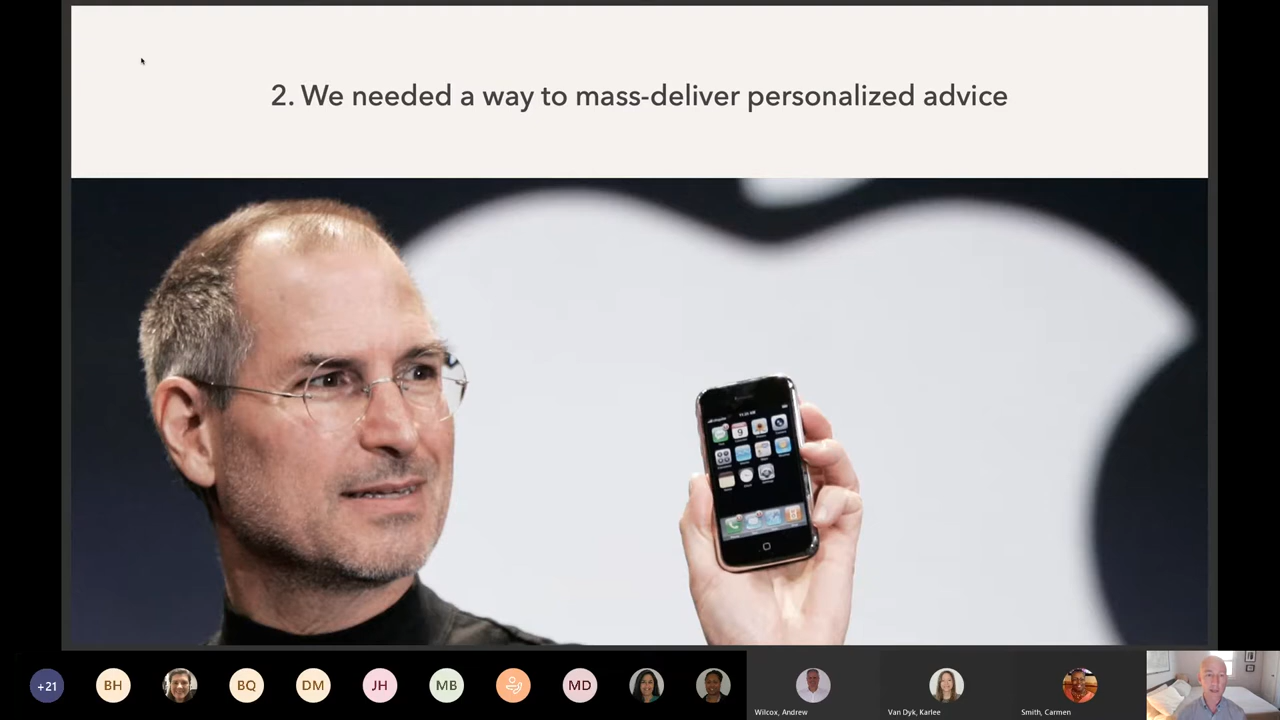 2. We needed a way to mass-deliver personalized advice
+21
BH
BQ
DM
JH
MB
MD
Wilcox, Andrew
Van Dyk, Karlee
Smith, Carmen